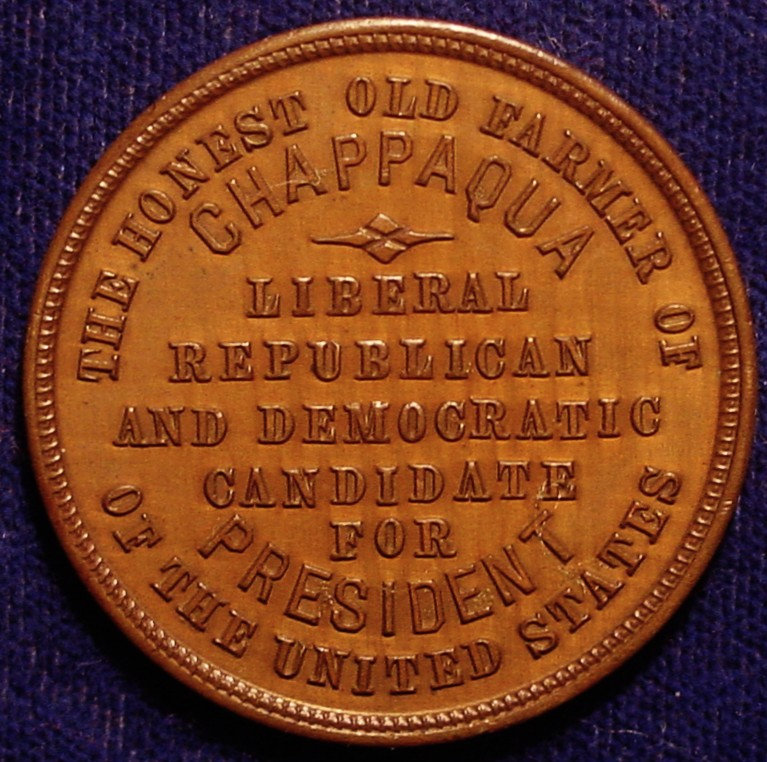 THE HONEST OLD FARMER OF
CHAPPAQUA
LIBERAL
REPUBLICAN
AND DEMOCRATIC
CANDIDATE
FOR
PRESIDENT
OF THE UNITED STATES